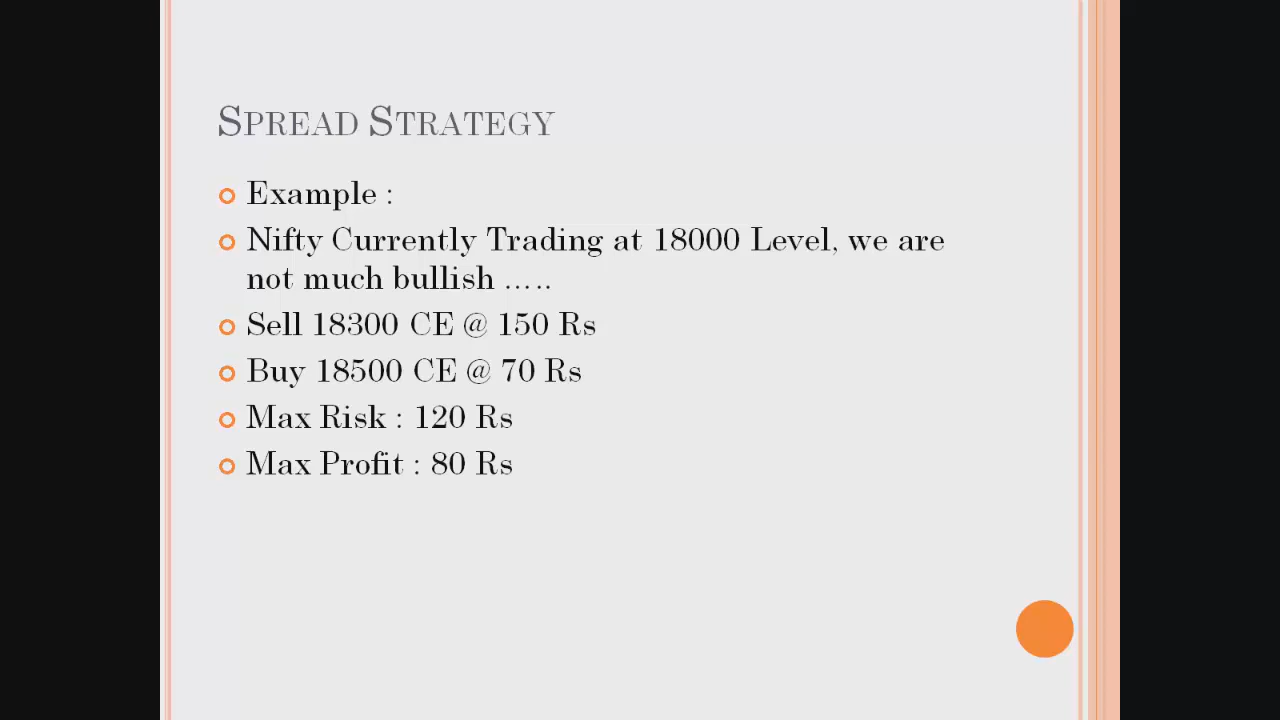 Spread Strategy
Example :
Nifty Currently Trading at 18000 Level, we are
not much bullish …..
Sell 18300 CE @ 150 Rs
Buy 18500 CE @ 70 Rs
Max Risk : 120 Rs
Max Profit : 80 Rs